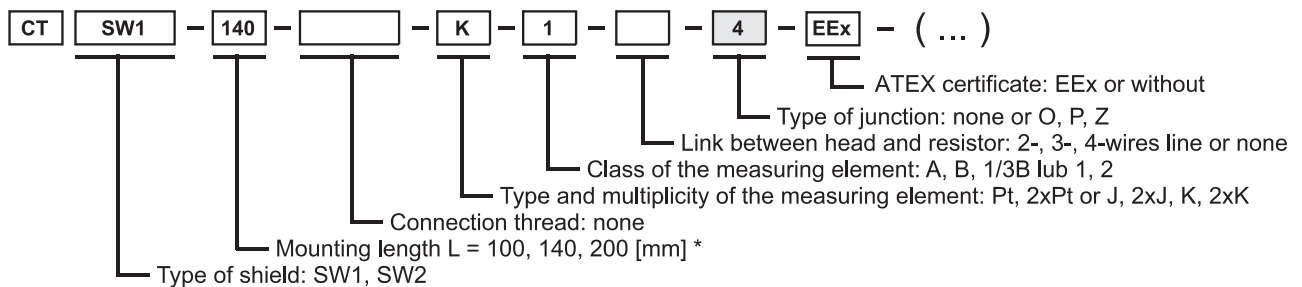 CT SW1 - 140 - - K - 1 - - 4 - EEx - (...)
ATEX certificate: EEx or without
Type of junction: none or O, P, Z
Link between head and resistor: 2-, 3-, 4-wires line or none
Class of the measuring element: A, B, 1/3B lub 1, 2
Type and multiplicity of the measuring element: Pt, 2xPt or J, 2xJ, K, 2xK
Connection thread: none
Mounting length L = 100, 140, 200 [mm] *
Type of shield: SW1, SW2